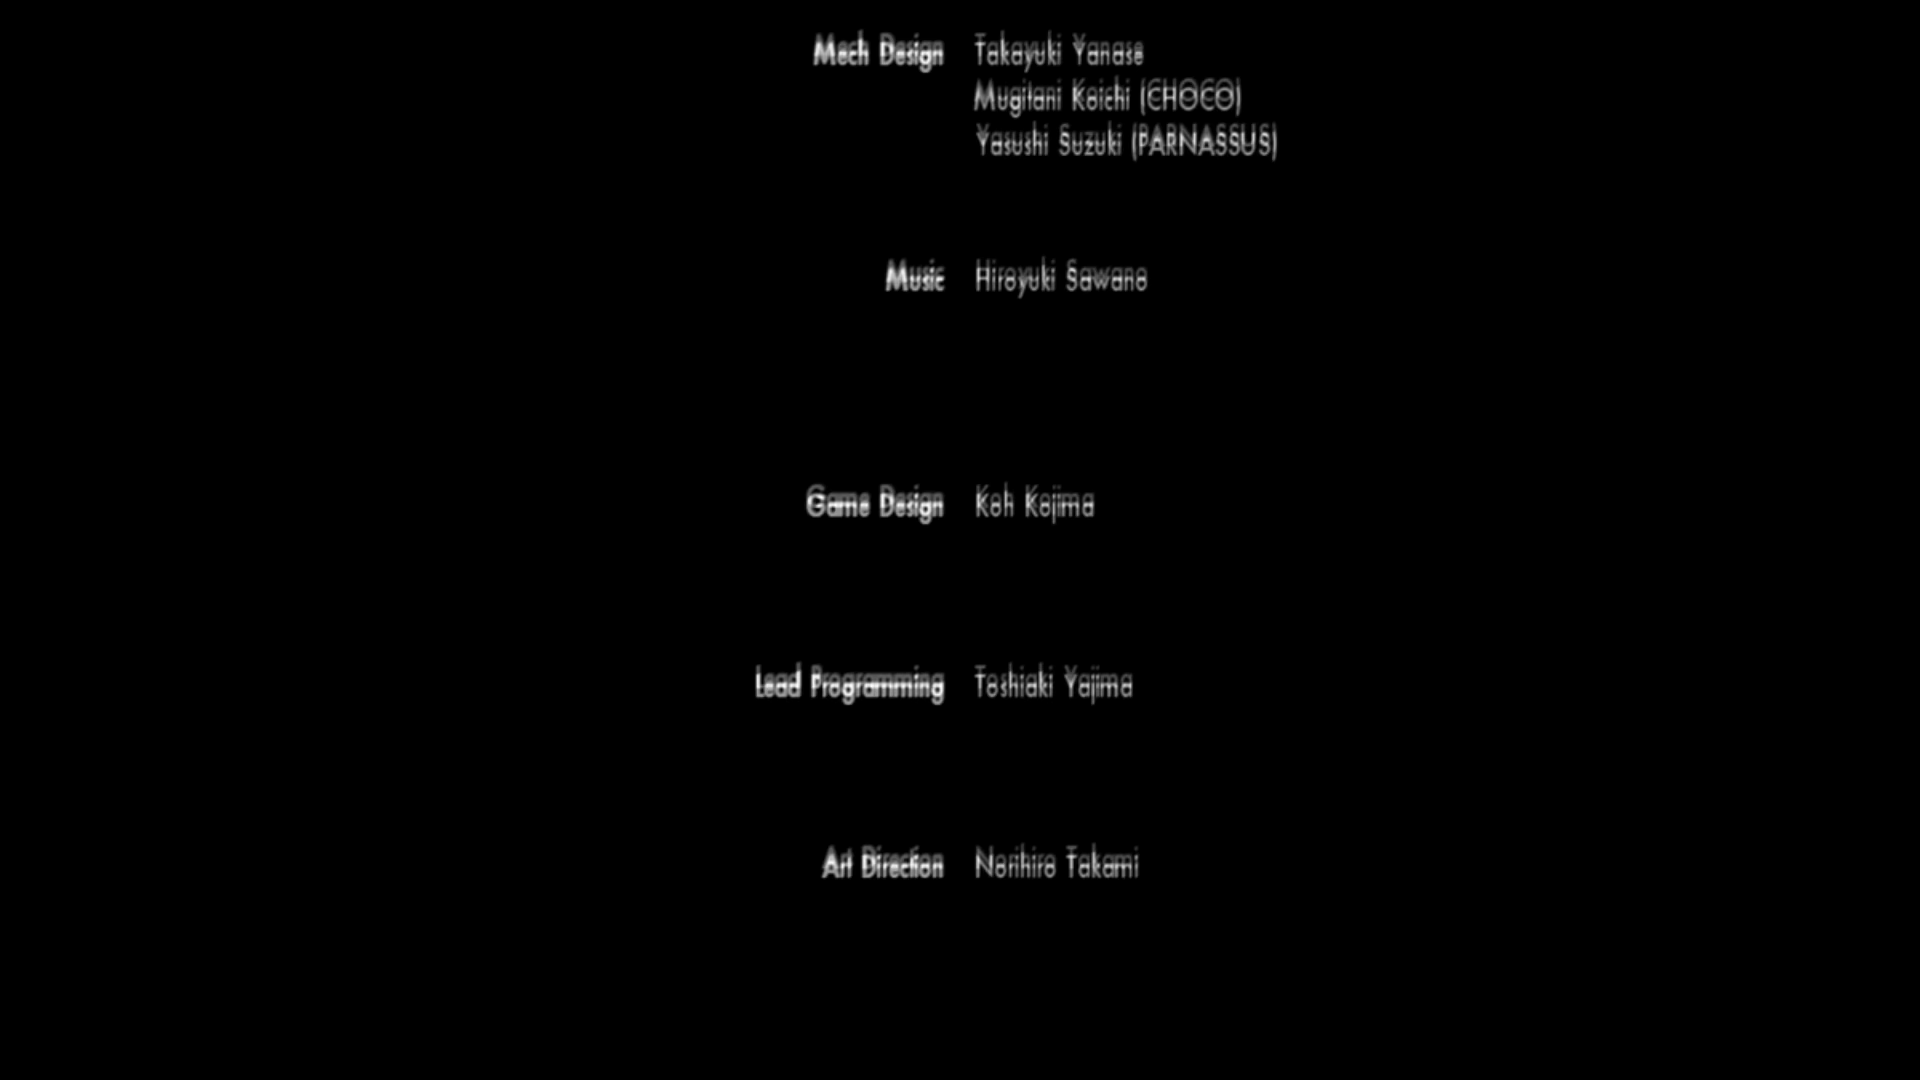 Mech Design Takayuki Yanase
Mugitani Koichi (CHOCO)
Yasushi Suzuki (PARNASSUS)
Music Hiroyuki Sawano
Game Design Koh Kojima
Lead Programming Toshiaki Yajima
Art Direction Norihiro Takami